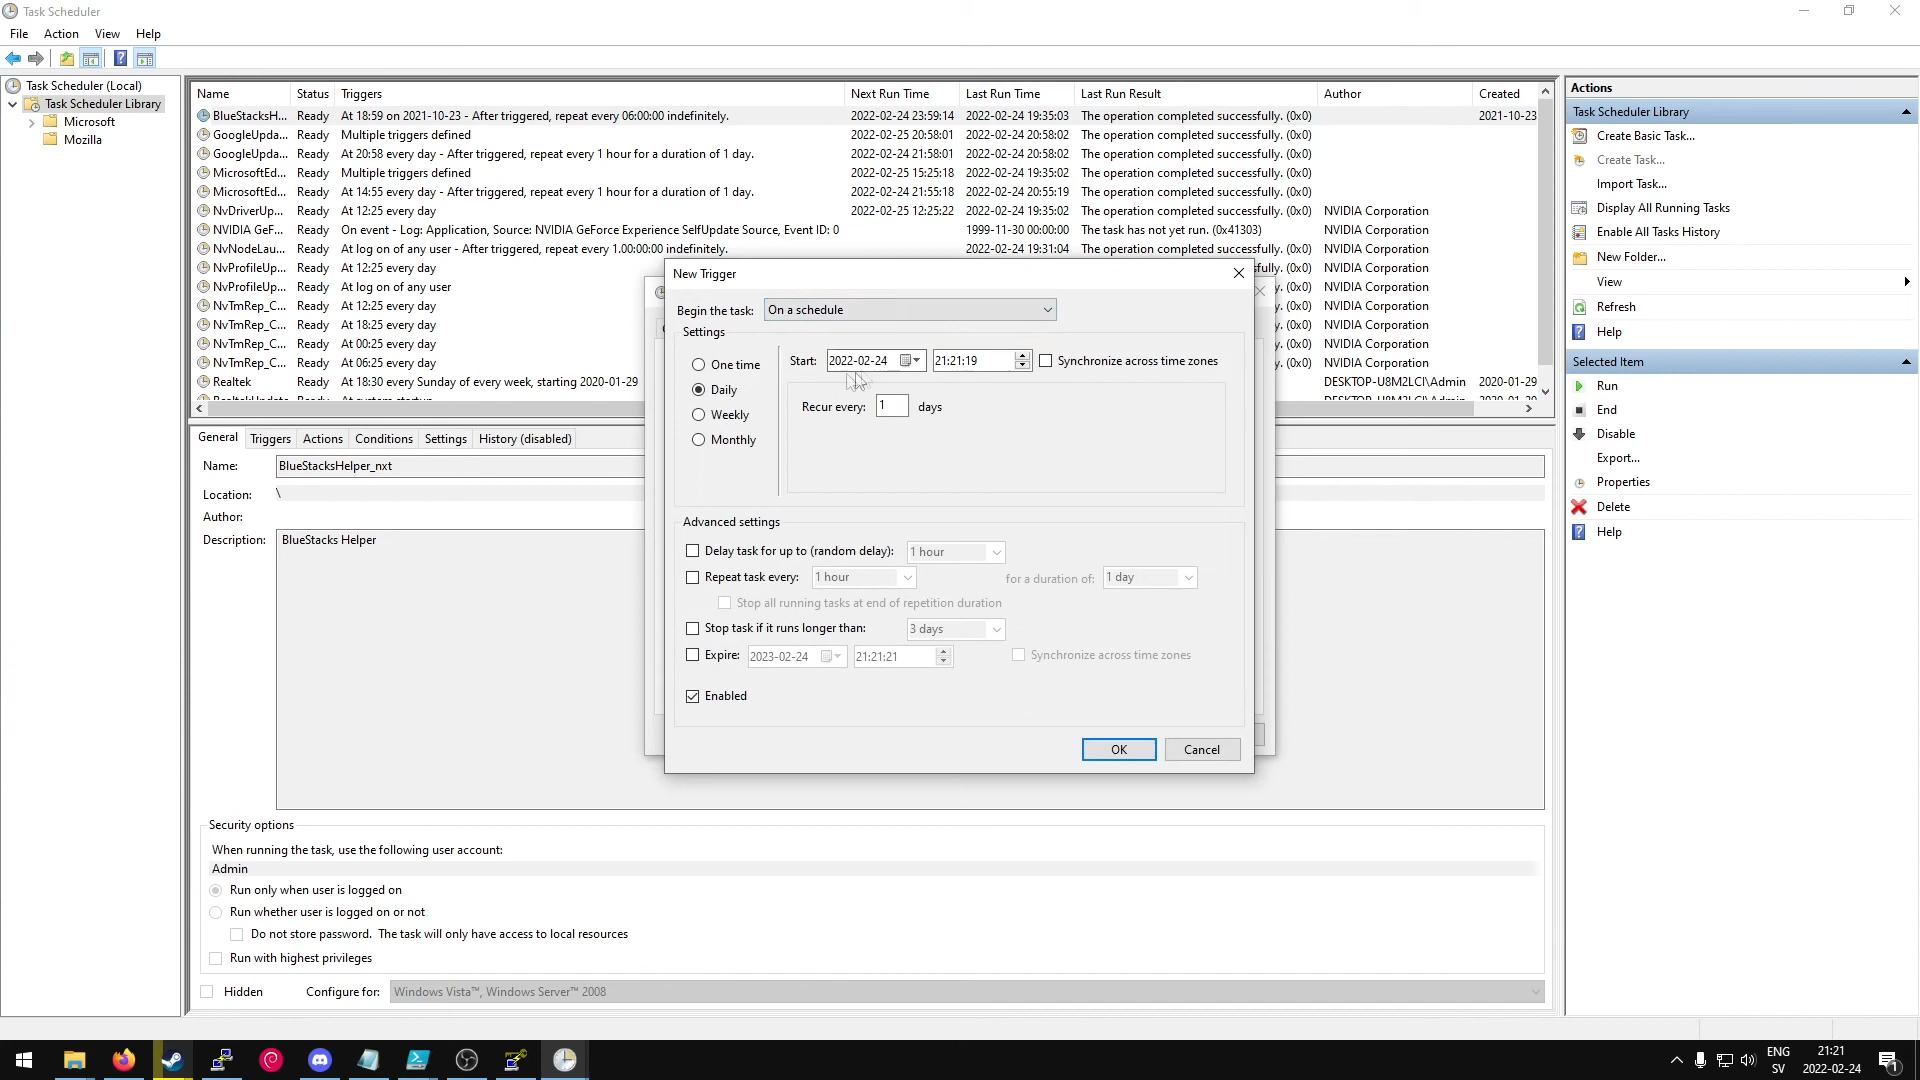 Task Scheduler
File Action View Help
Task Scheduler (Local)
Task Scheduler Library
Microsoft
Mozilla
Name Status Triggers Next Run Time Last Run Time Last Run Result Author Created
BlueStacksH... Ready At 18:59 on 2021-10-23 - After triggered, repeat every 06:00:00 indefinitely. 2022-02-24 23:59:14 2022-02-24 19:35:03 The operation completed successfully. (0x0) 2021-10-23
GoogleUpda... Ready Multiple triggers defined 2022-02-25 20:58:01 2022-02-24 20:58:02 The operation completed successfully. (0x0)
GoogleUpda... Ready At 20:58 every day - After triggered, repeat every 1 hour for a duration of 1 day. 2022-02-24 21:58:01 2022-02-24 20:58:02 The operation completed successfully. (0x0)
MicrosoftEd... Ready Multiple triggers defined 2022-02-25 15:25:18 2022-02-24 19:35:02 The operation completed successfully. (0x0)
MicrosoftEd... Ready At 14:55 every day - After triggered, repeat every 1 hour for a duration of 1 day. 2022-02-24 21:55:18 2022-02-24 20:55:19 The operation completed successfully. (0x0)
NvDriverUp... Ready At 12:25 every day 2022-02-25 12:25:22 2022-02-24 19:35:02 The operation completed successfully. (0x0) NVIDIA Corporation
NVIDIA GeF... Ready On event - Log: Application, Source: NVIDIA GeForce Experience SelfUpdate Source, Event ID: 0 1999-11-30 00:00:00 The task has not yet run. (0x41303) NVIDIA Corporation
NvNodeLau... Ready At log on of any user - After triggered, repeat every 1.00:00:00 indefinitely. 2022-02-24 19:31:04 The operation completed successfully. (0x0) NVIDIA Corporation
NvProfileUp... Ready At 12:25 every day sfully. (0x0) NVIDIA Corporation
NvProfileUp... Ready At log on of any user y. (0x0) NVIDIA Corporation
NvTmRep_C... Ready At 12:25 every day y. (0x0) NVIDIA Corporation
NvTmRep_C... Ready At 18:25 every day y. (0x0) NVIDIA Corporation
NvTmRep_C... Ready At 00:25 every day y. (0x0) NVIDIA Corporation
NvTmRep_C... Ready At 06:25 every day y. (0x0) NVIDIA Corporation
Realtek Ready At 18:30 every Sunday of every week, starting 2020-01-29 DESKTOP-U8M2LCI\Admin 2020-01-29
General Triggers Actions Conditions Settings History (disabled)
Name: BlueStacksHelper_nxt
Location: \
Author:
Description: BlueStacks Helper
Security options
When running the task, use the following user account:
Admin
Run only when user is logged on
Run whether user is logged on or not
Do not store password. The task will only have access to local resources
Run with highest privileges
Hidden Configure for: Windows Vista™, Windows Server™ 2008
New Trigger
Begin the task: On a schedule
Settings
One time
Daily
Weekly
Monthly
Start: 2022-02-24 21:21:19 Synchronize across time zones
Recur every: 1 days
Advanced settings
Delay task for up to (random delay): 1 hour
Repeat task every: 1 hour for a duration of: 1 day
Stop all running tasks at end of repetition duration
Stop task if it runs longer than: 3 days
Expire: 2023-02-24 21:21:21 Synchronize across time zones
Enabled
OK Cancel
Actions
Task Scheduler Library
Create Basic Task...
Create Task...
Import Task...
Display All Running Tasks
Enable All Tasks History
New Folder...
View
Refresh
Help
Selected Item
Run
End
Disable
Export...
Properties
Delete
Help
ENG
SV
21:21
2022-02-24
1